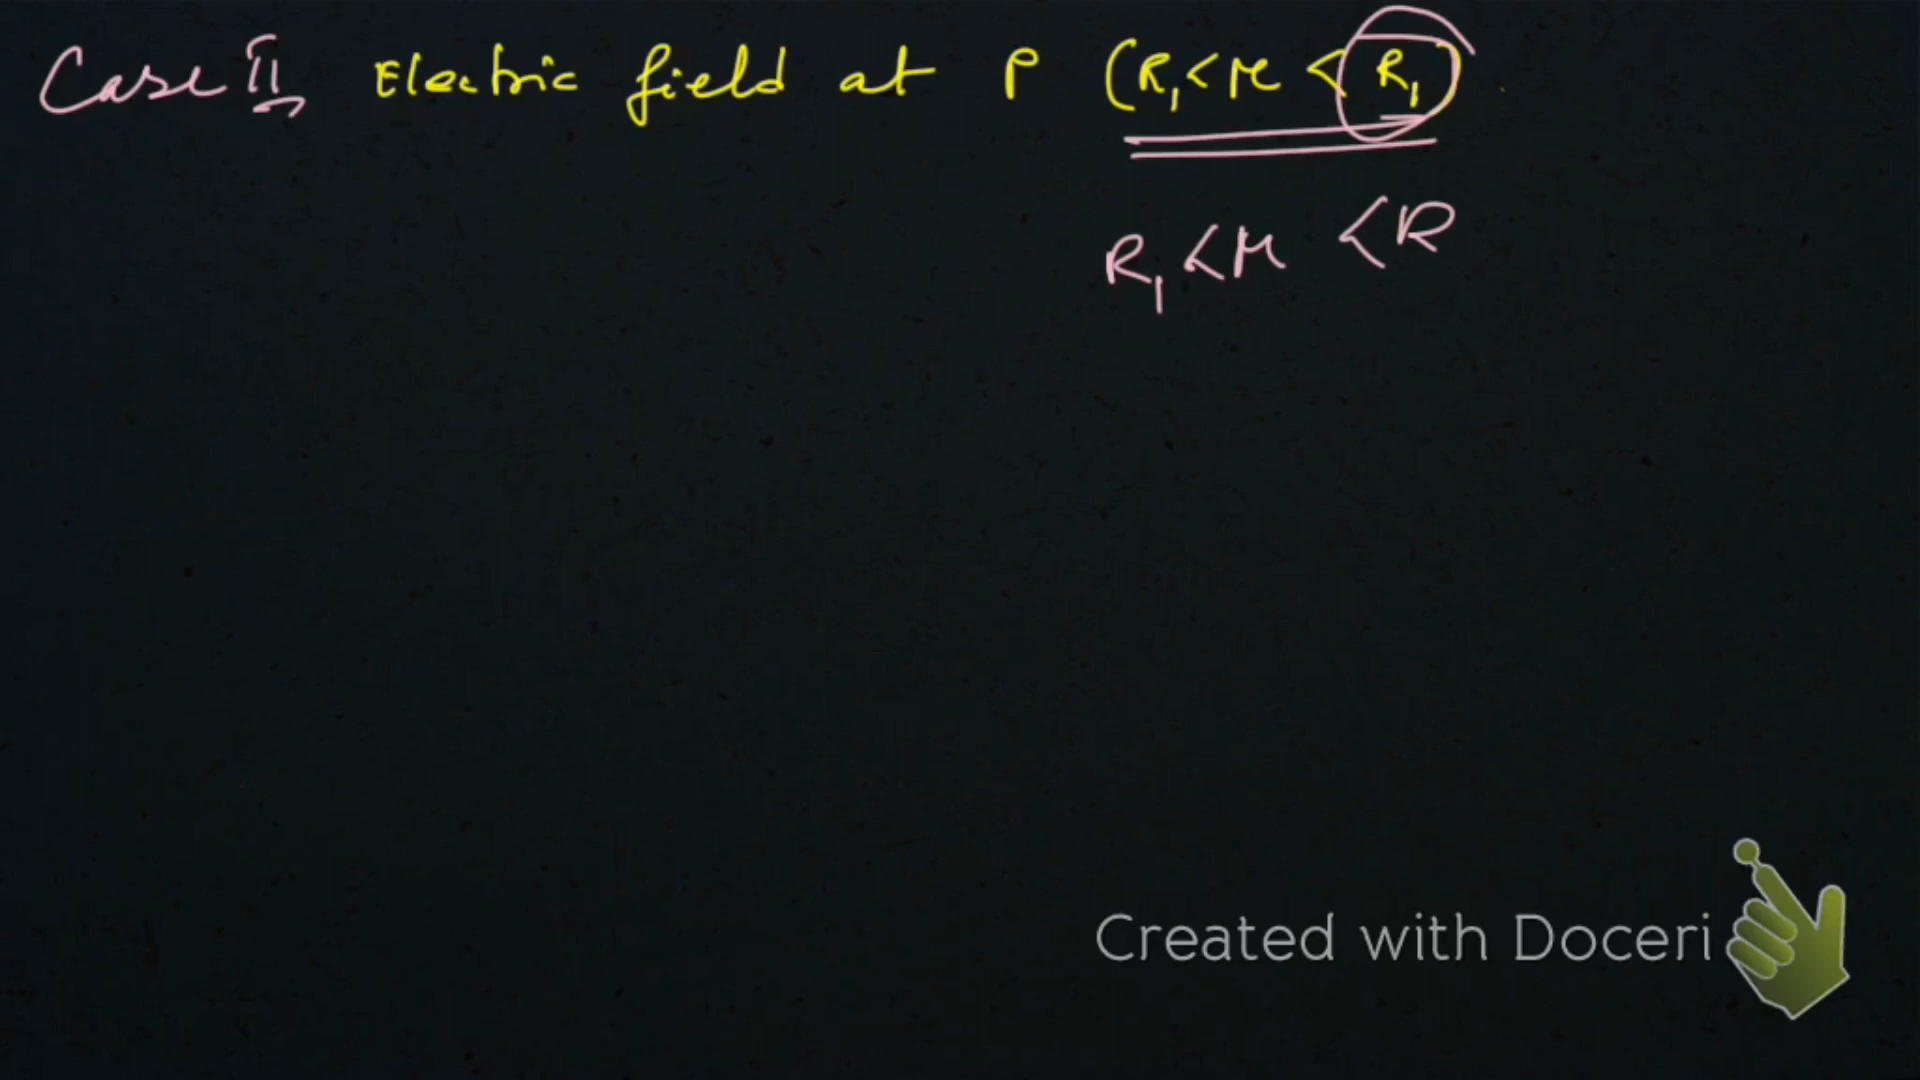 Case II Electric field at P (R₁<r<R₁)
R₁<r<R
Created with Doceri